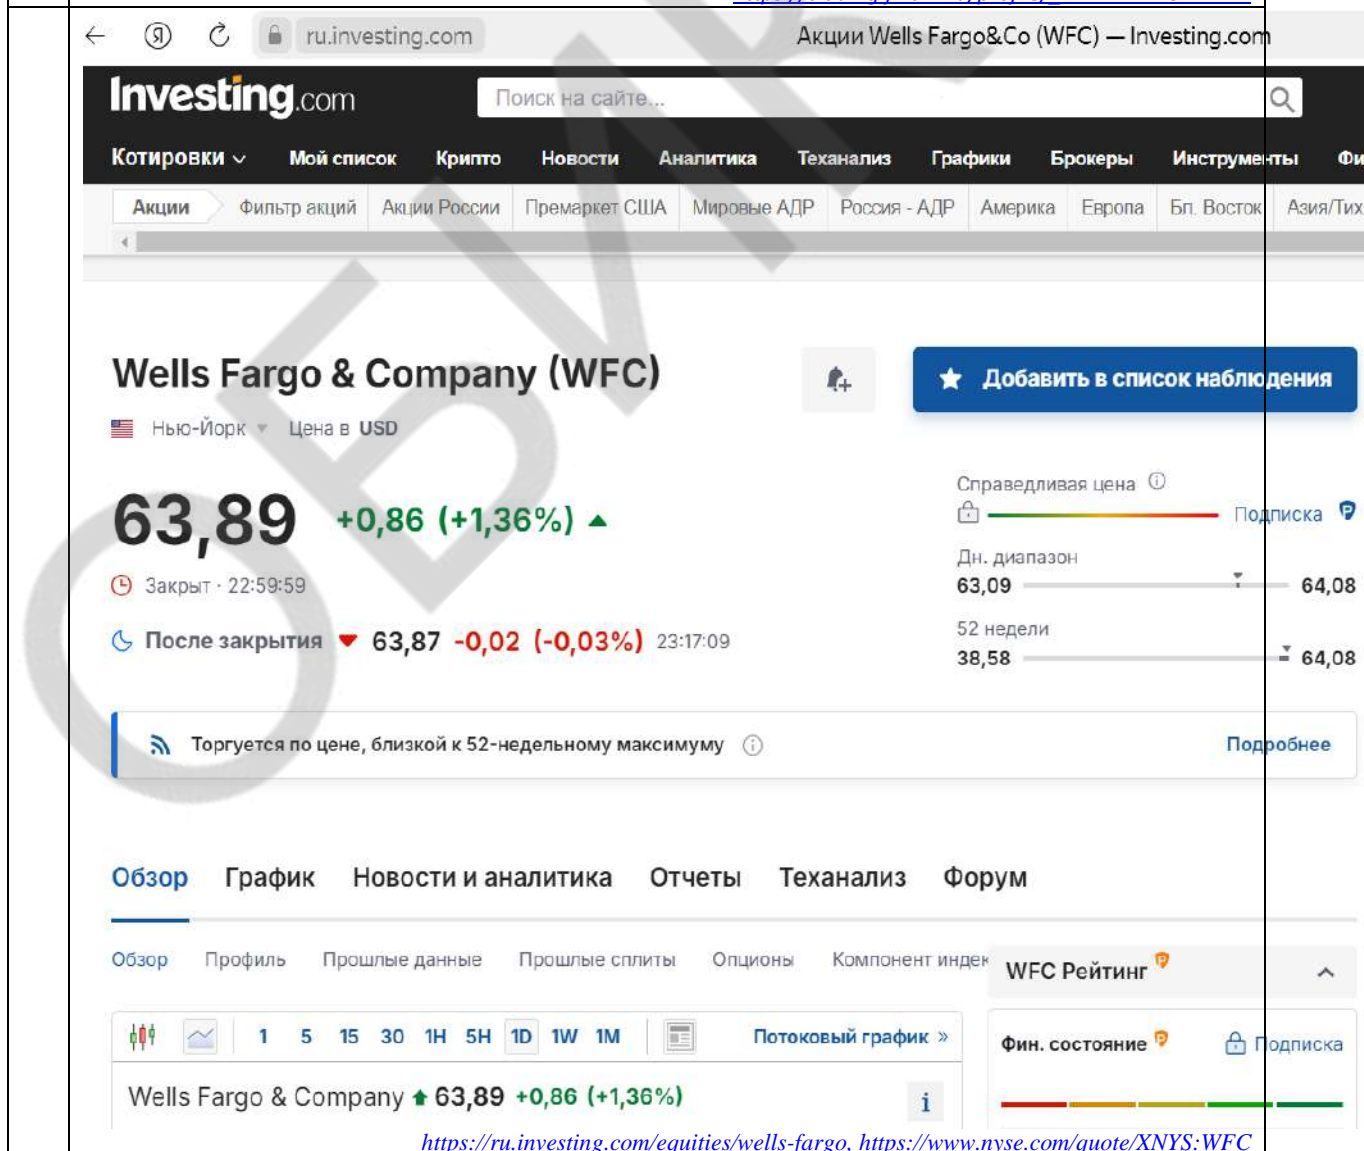 ru.investing.com
Акции Wells Fargo&Co (WFC) — Investing.com
Investing.com
Поиск на сайте...
Котировки Мой список Крипто Новости Аналитика Теханализ Графики Брокеры Инструменты Фи
Акции Фильтр акций Акции России Премаркет США Мировые АДР Россия - АДР Америка Европа Бл. Восток Азия/Тих
Wells Fargo & Company (WFC)
Добавить в список наблюдения
Нью-Йорк Цена в USD
63,89 +0,86 (+1,36%)
Закрыт · 22:59:59
После закрытия 63,87 -0,02 (-0,03%) 23:17:09
Справедливая цена
Подписка
Дн. диапазон
63,09 64,08
52 недели
38,58 64,08
Торгуется по цене, близкой к 52-недельному максимуму
Подробнее
Обзор График Новости и аналитика Отчеты Теханализ Форум
Обзор Профиль Прошлые данные Прошлые сплиты Опционы Компонент индек
WFC Рейтинг
1 5 15 30 1H 5H 1D 1W 1M Потоковый график »
Фин. состояние Подписка
Wells Fargo & Company 63,89 +0,86 (+1,36%)
https://ru.investing.com/equities/wells-fargo, https://www.nyse.com/quote/XNYS:WFC
ОБИ